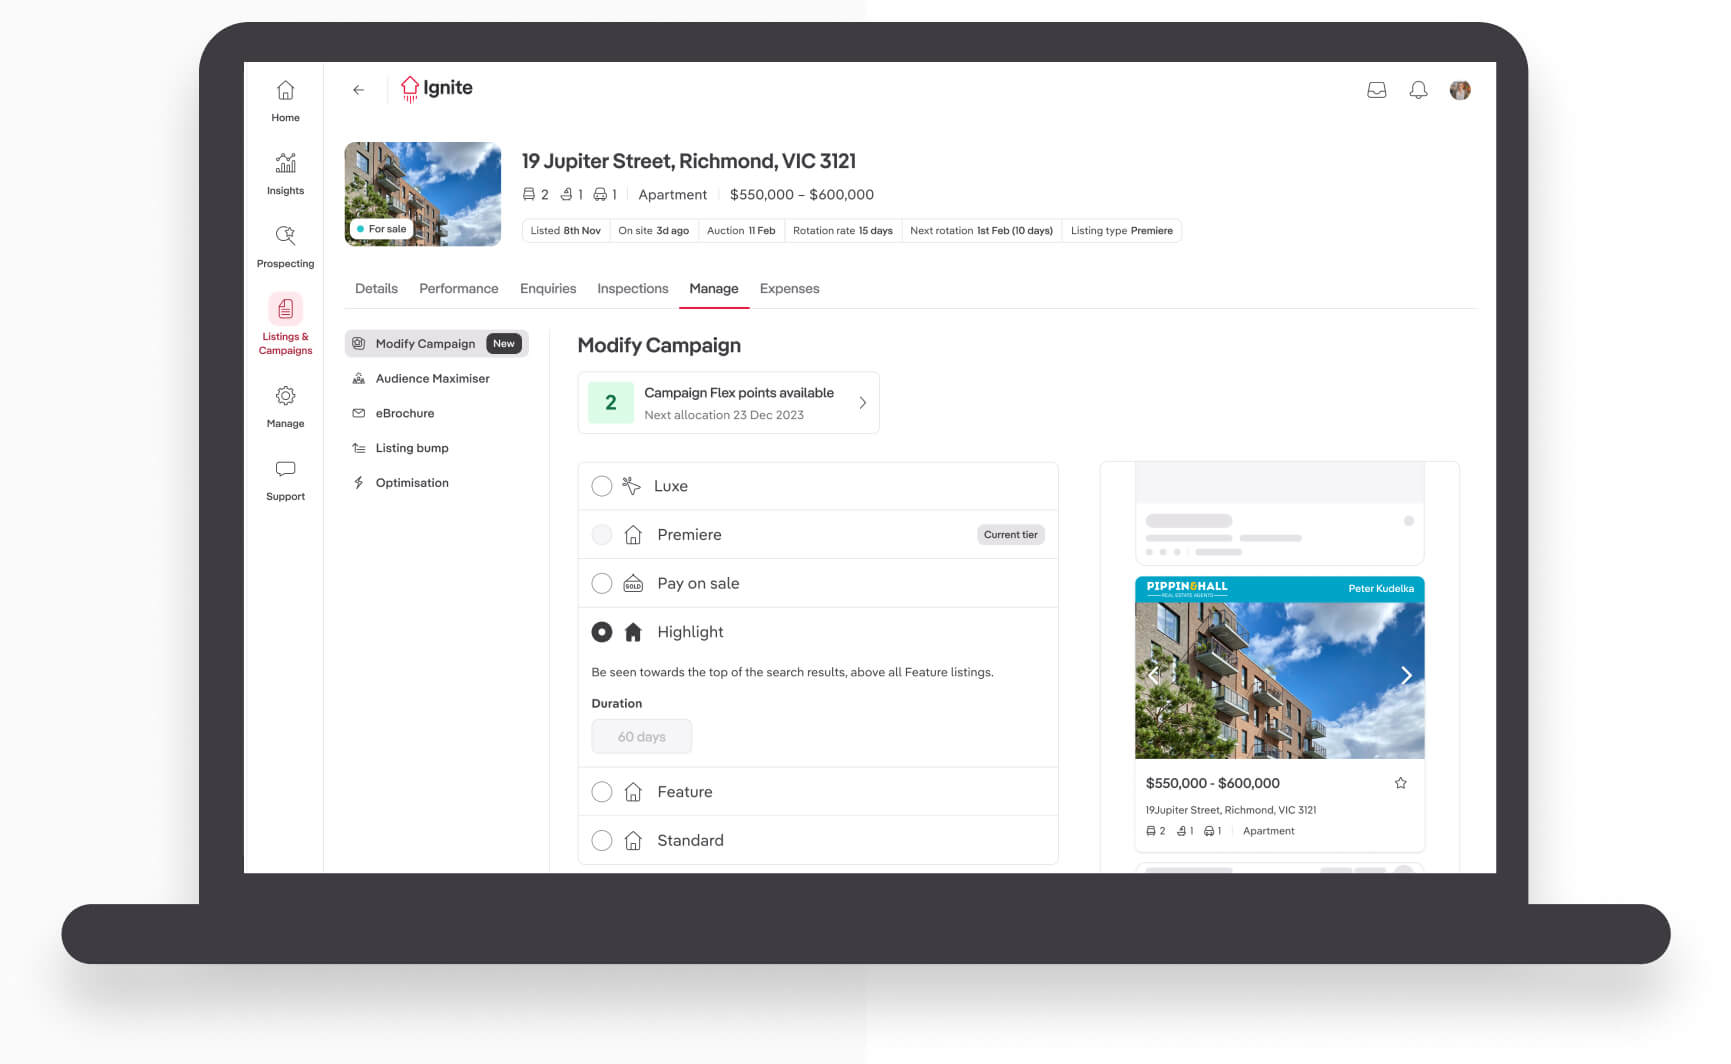 Ignite
Home
Insights
Prospecting
Listings &
Campaigns
Manage
Support
For sale
19 Jupiter Street, Richmond, VIC 3121
2 1 1 Apartment $550,000 – $600,000
Listed 8th Nov On site 3d ago Auction 11 Feb Rotation rate 15 days Next rotation 1st Feb (10 days) Listing type Premiere
Details Performance Enquiries Inspections Manage Expenses
Modify Campaign New
Audience Maximiser
eBrochure
Listing bump
Optimisation
Modify Campaign
2
Campaign Flex points available
Next allocation 23 Dec 2023
Luxe
Premiere Current tier
SOLD Pay on sale
Highlight
Be seen towards the top of the search results, above all Feature listings.
Duration
60 days
Feature
Standard
PIPPIN&HALL
REAL ESTATE AGENTS
Peter Kudelka
$550,000 - $600,000
19Jupiter Street, Richmond, VIC 3121
2 1 1 Apartment